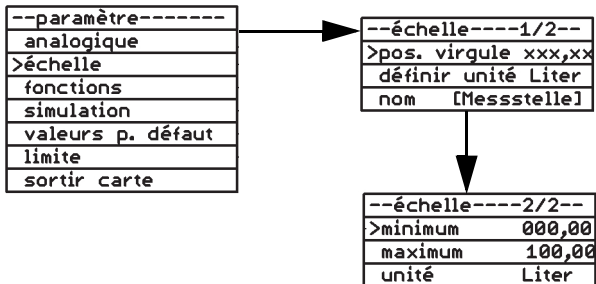 --paramètre-------
analogique
>échelle
fonctions
simulation
valeurs p. défaut
limite
sortir carte
--échelle----1/2--
>pos. virgule xxx,xx
définir unité Liter
nom [Messstelle]
--échelle----2/2--
>minimum 000,00
maximum 100,00
unité Liter